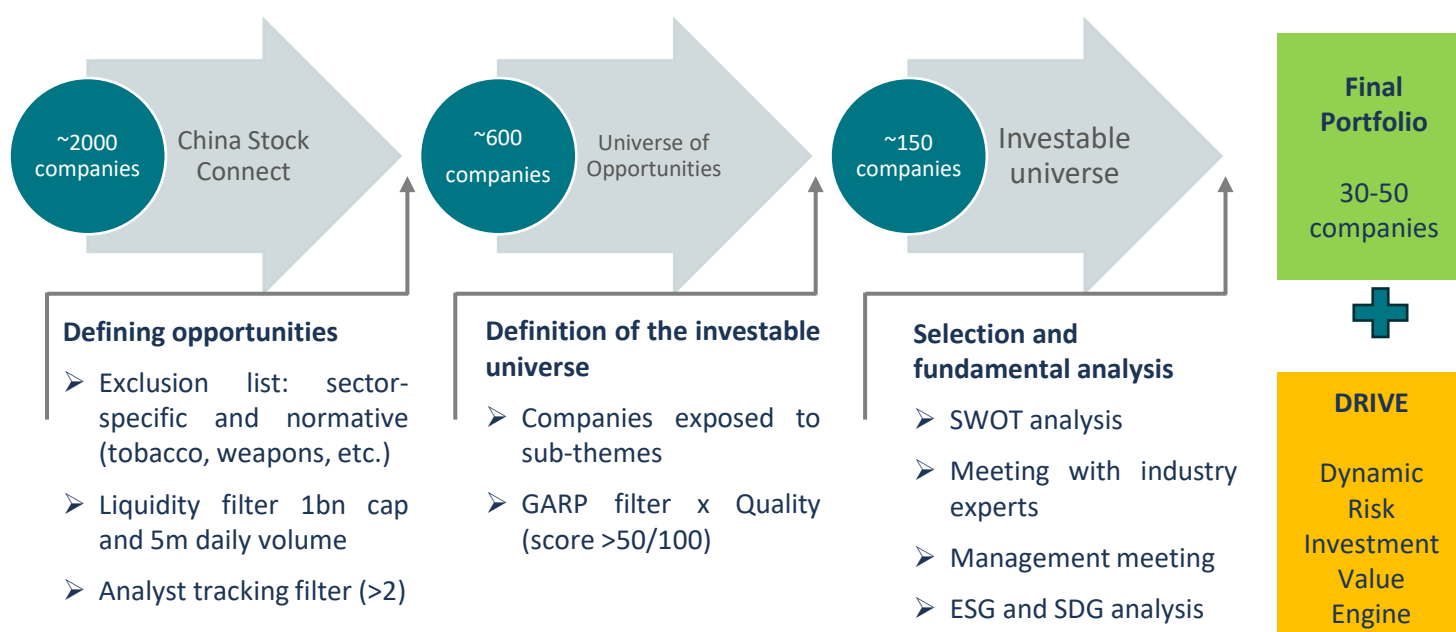 ~2000
companies
China Stock
Connect
~600
companies
Universe of
Opportunities
~150
companies
Investable
universe
Final
Portfolio
30-50
companies
Defining opportunities
➢ Exclusion list: sector-
specific and normative
(tobacco, weapons, etc.)
➢ Liquidity filter 1bn cap
and 5m daily volume
➢ Analyst tracking filter (>2)
Definition of the investable
universe
➢ Companies exposed to
sub-themes
➢ GARP filter x Quality
(score >50/100)
Selection and
fundamental analysis
➢ SWOT analysis
➢ Meeting with industry
experts
➢ Management meeting
➢ ESG and SDG analysis
DRIVE
Dynamic
Risk
Investment
Value
Engine